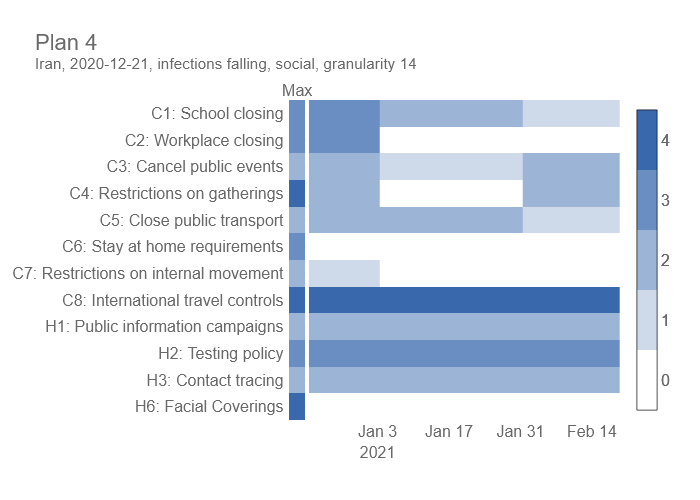 Plan 4
Iran, 2020-12-21, infections falling, social, granularity 14
Max
C1: School closing
C2: Workplace closing
C3: Cancel public events
C4: Restrictions on gatherings
C5: Close public transport
C6: Stay at home requirements
C7: Restrictions on internal movement
C8: International travel controls
H1: Public information campaigns
H2: Testing policy
H3: Contact tracing
H6: Facial Coverings
4
3
2
1
0
Jan 3 Jan 17 Jan 31 Feb 14
2021